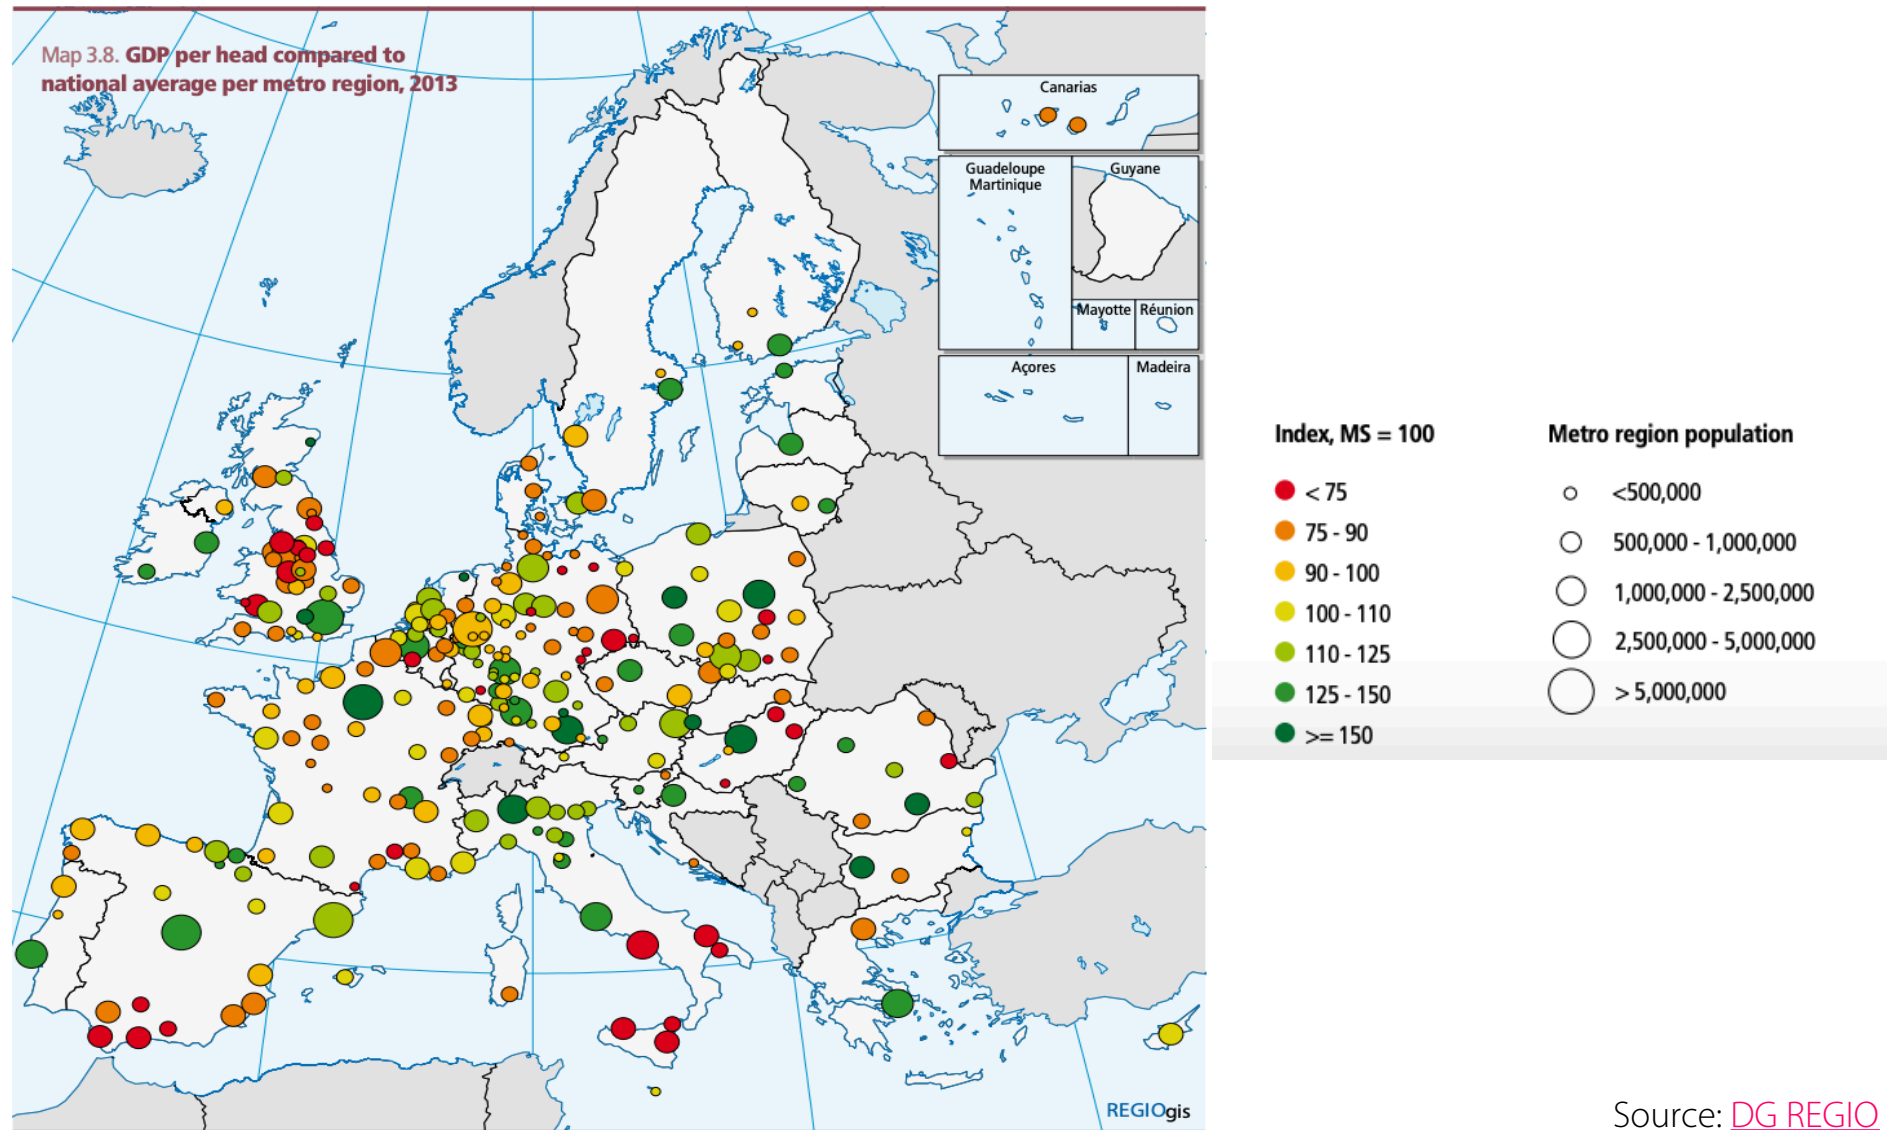 Map 3.8. GDP per head compared to
national average per metro region, 2013
Canarias
Guadeloupe
Martinique
Guyane
Mayotte
Réunion
Açores
Madeira
REGIOgis
Index, MS = 100
< 75
75 - 90
90 - 100
100 - 110
110 - 125
125 - 150
>= 150
Metro region population
<500,000
500,000 - 1,000,000
1,000,000 - 2,500,000
2,500,000 - 5,000,000
> 5,000,000
Source: DG REGIO